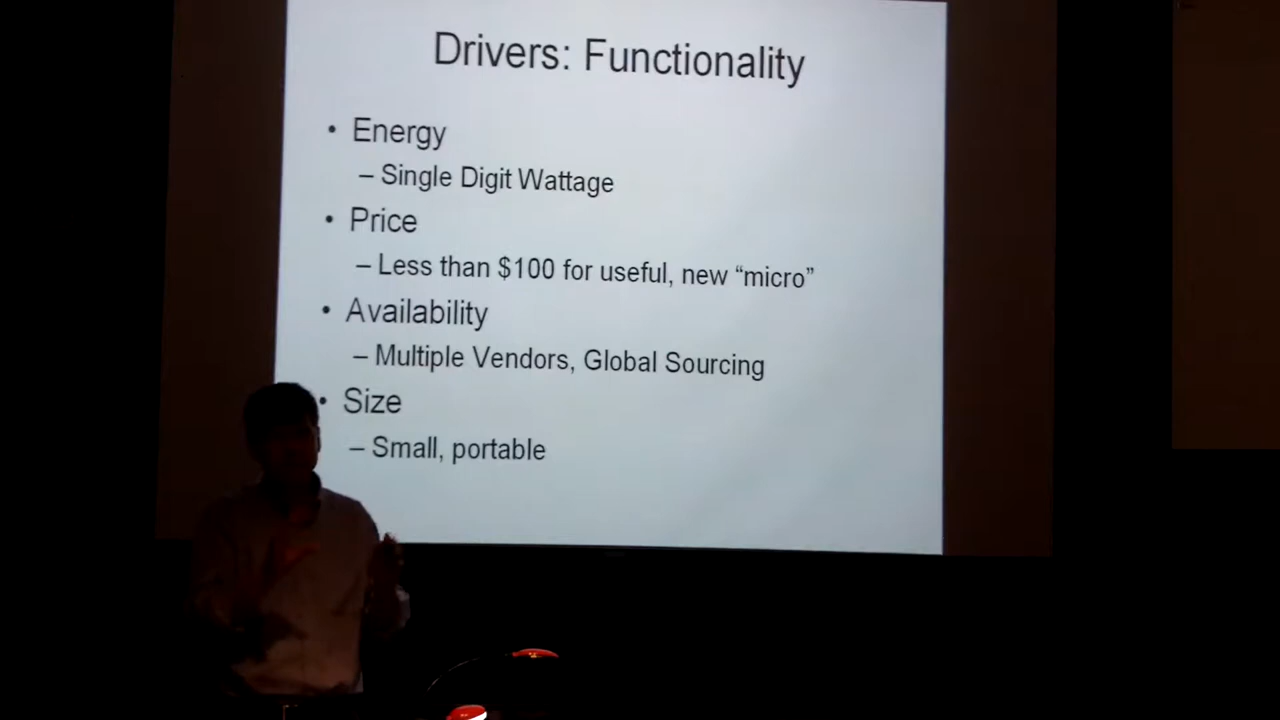 Drivers: Functionality
• Energy
– Single Digit Wattage
• Price
– Less than $100 for useful, new “micro”
• Availability
– Multiple Vendors, Global Sourcing
• Size
– Small, portable